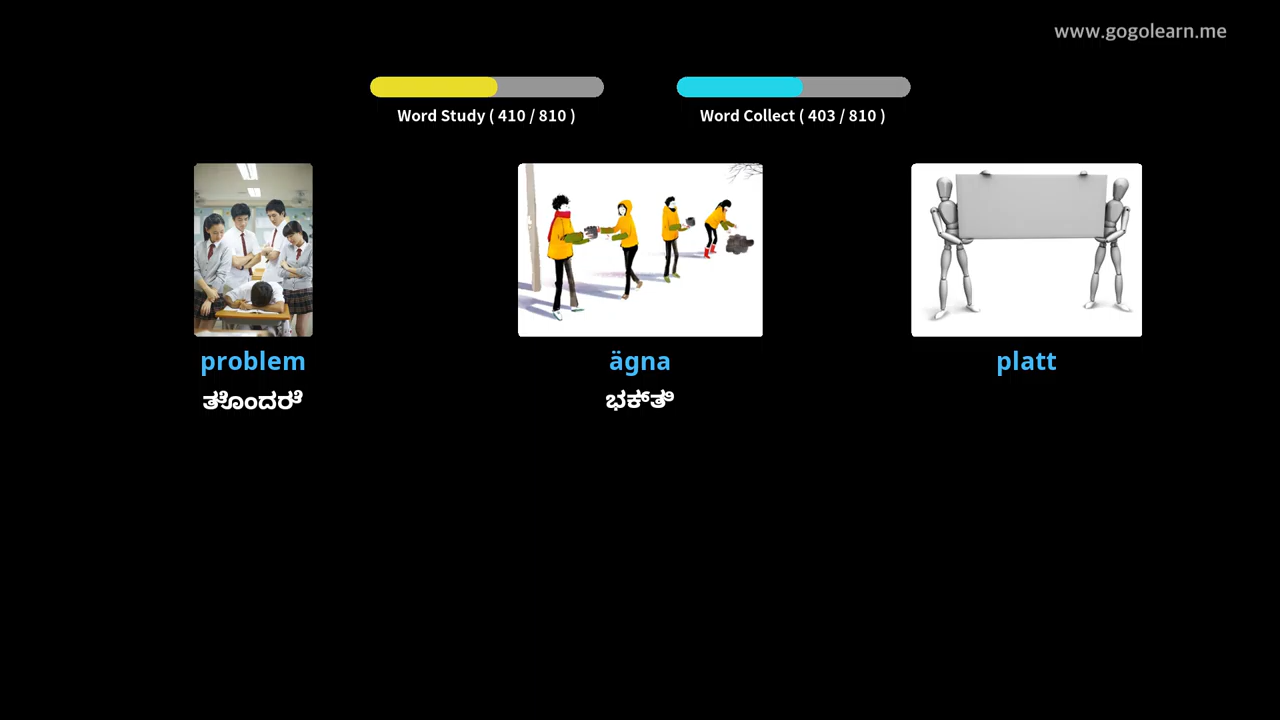 www.gogolearn.me
Word Study ( 410 / 810 )
Word Collect ( 403 / 810 )
problem
ägna
platt
ತೊಂದರೆ
ಭಕ್ತಿ